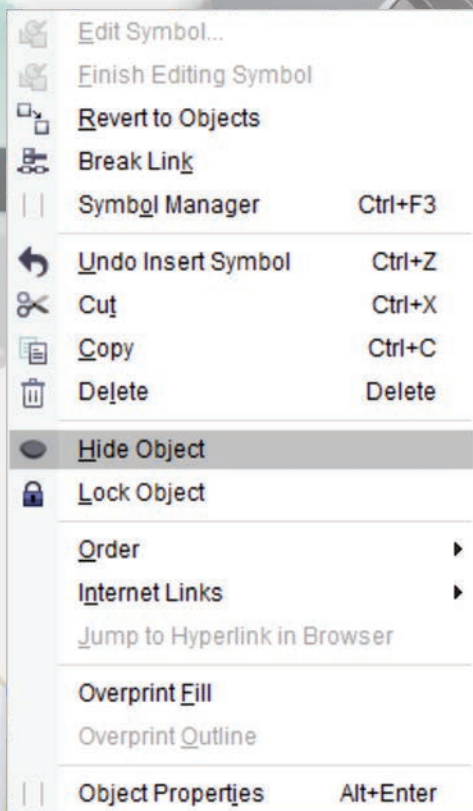 Edit Symbol...
Finish Editing Symbol
Revert to Objects
Break Link
Symbol Manager Ctrl+F3
Undo Insert Symbol Ctrl+Z
Cut Ctrl+X
Copy Ctrl+C
Delete Delete
Hide Object
Lock Object
Order
Internet Links
Jump to Hyperlink in Browser
Overprint Fill
Overprint Outline
Object Properties Alt+Enter